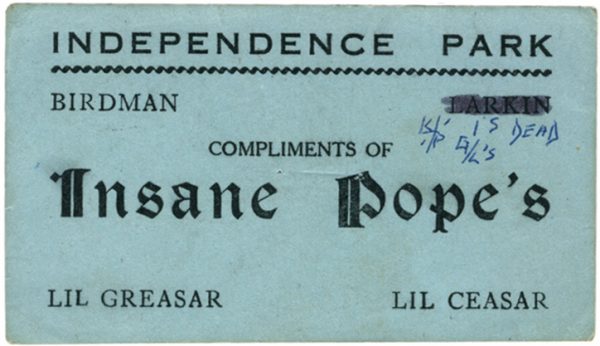 INDEPENDENCE PARK
BIRDMAN LARKIN
I'S DEAD
G/L'S
COMPLIMENTS OF
Insane Pope's
LIL GREASAR LIL CEASAR